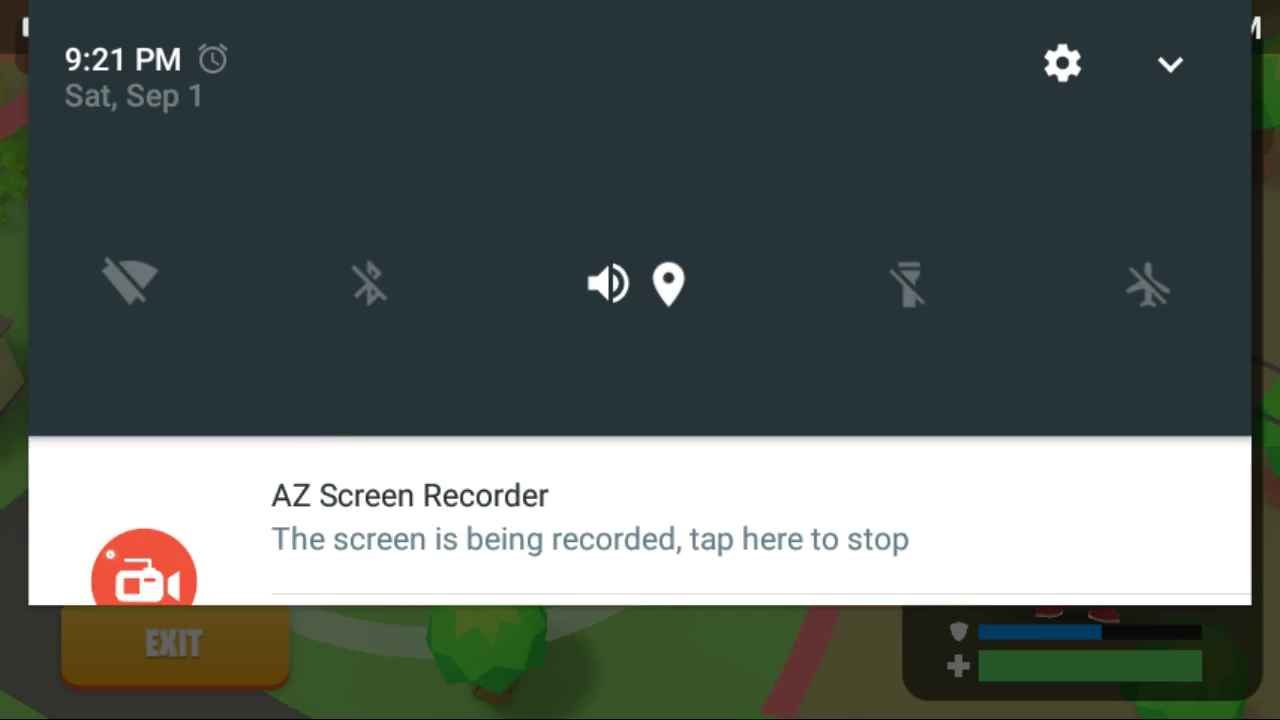 9:21 PM
Sat, Sep 1
AZ Screen Recorder
The screen is being recorded, tap here to stop
EXIT